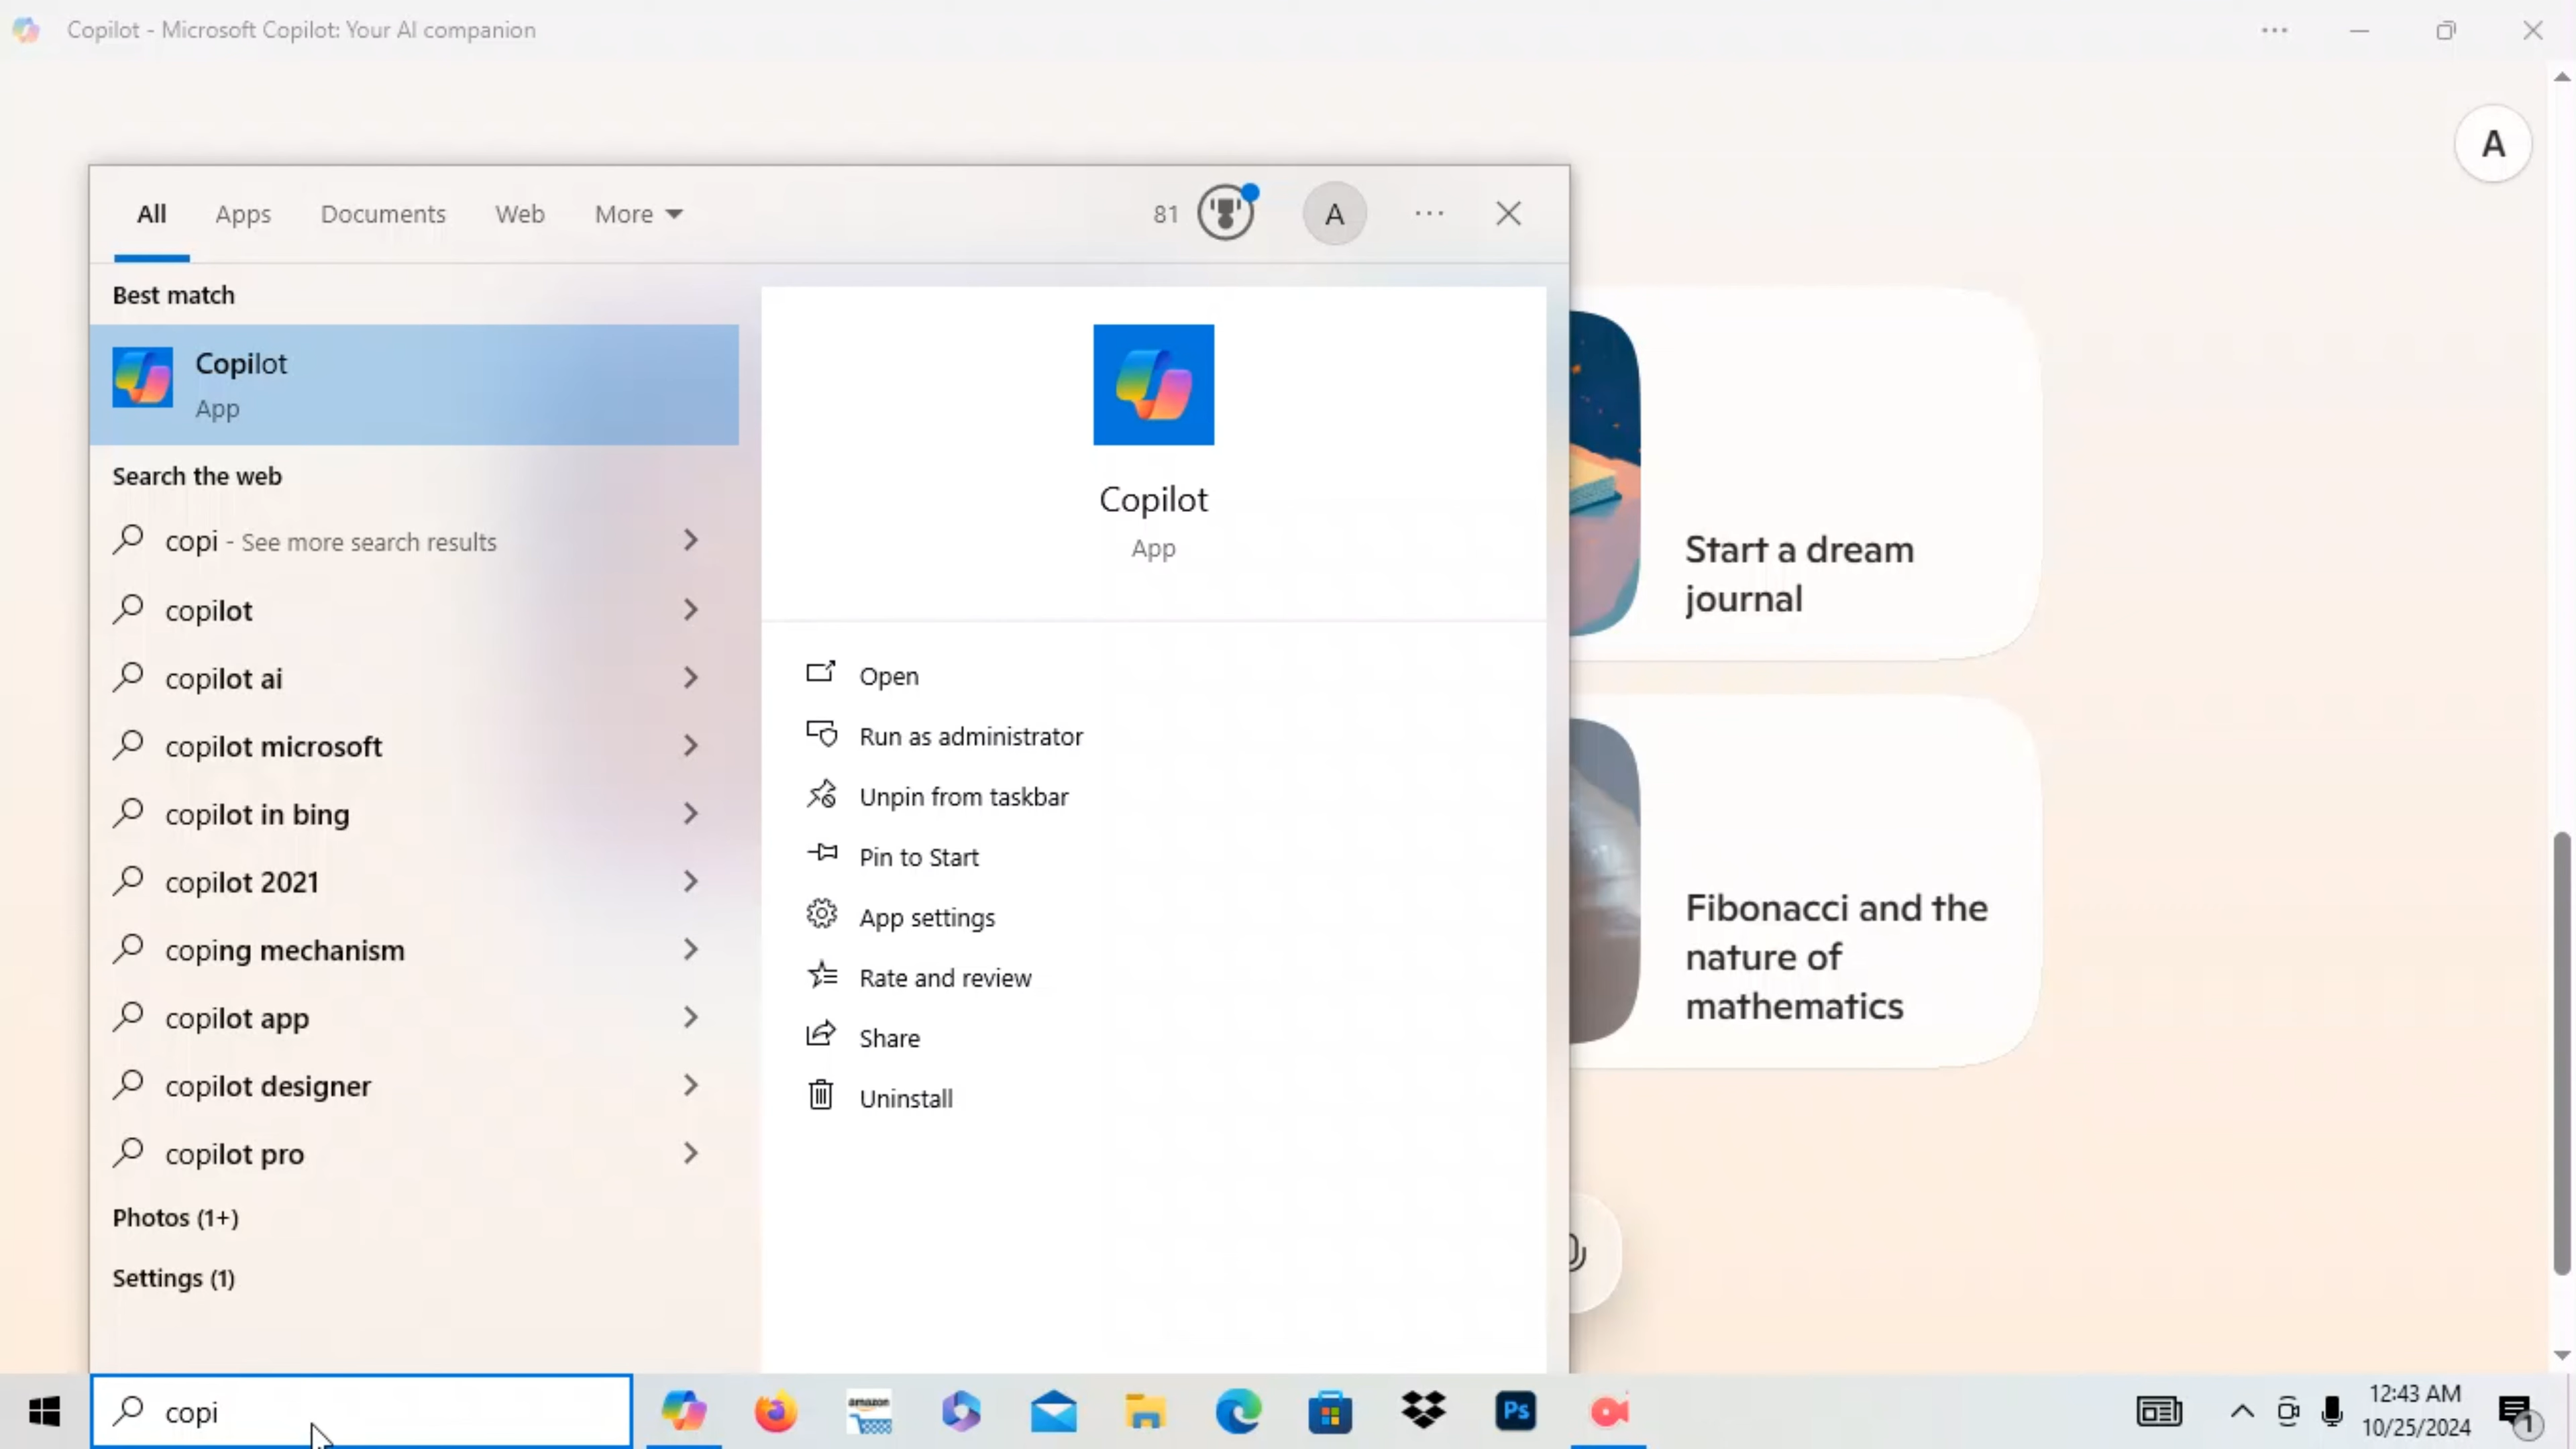 Copilot - Microsoft Copilot: Your AI companion
A
All Apps Documents Web More 81 A
Best match
Copilot
App
Search the web
copi - See more search results
copilot
copilot ai
copilot microsoft
copilot in bing
copilot 2021
coping mechanism
copilot app
copilot designer
copilot pro
Photos (1+)
Settings (1)
Copilot
App
Open
Run as administrator
Unpin from taskbar
Pin to Start
App settings
Rate and review
Share
Uninstall
Start a dream
journal
Fibonacci and the
nature of
mathematics
copi
amazon
Ps
12:43 AM
10/25/2024
1